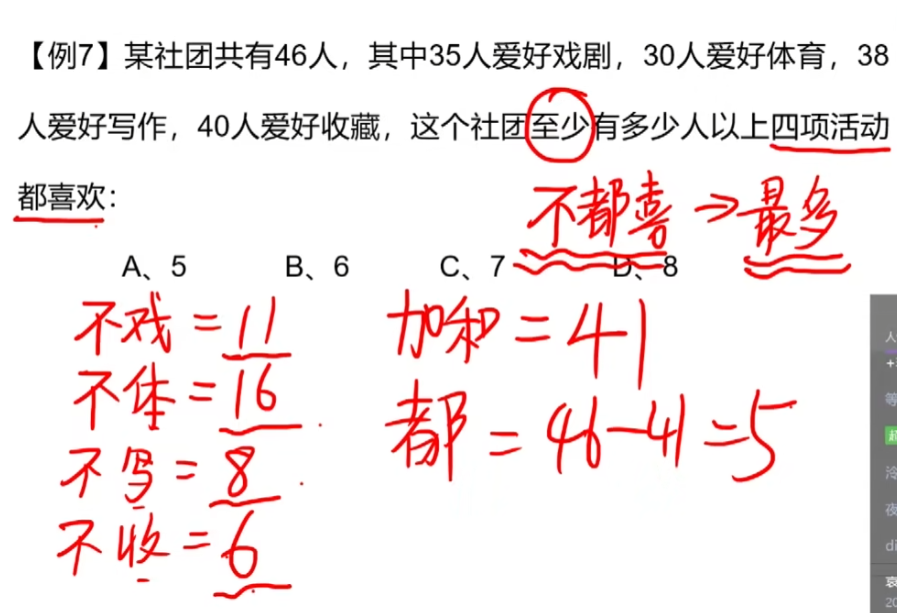 【例7】某社团共有46人，其中35人爱好戏剧，30人爱好体育，38
人爱好写作，40人爱好收藏，这个社团至少有多少人以上四项活动
都喜欢：
不都喜→最多
A、5 B、6 C、7 D、8
不戏=11
加和=41
不体=16
都=46-41=5
不写=8
不收=6
人
等
冷
夜
di
哀
20